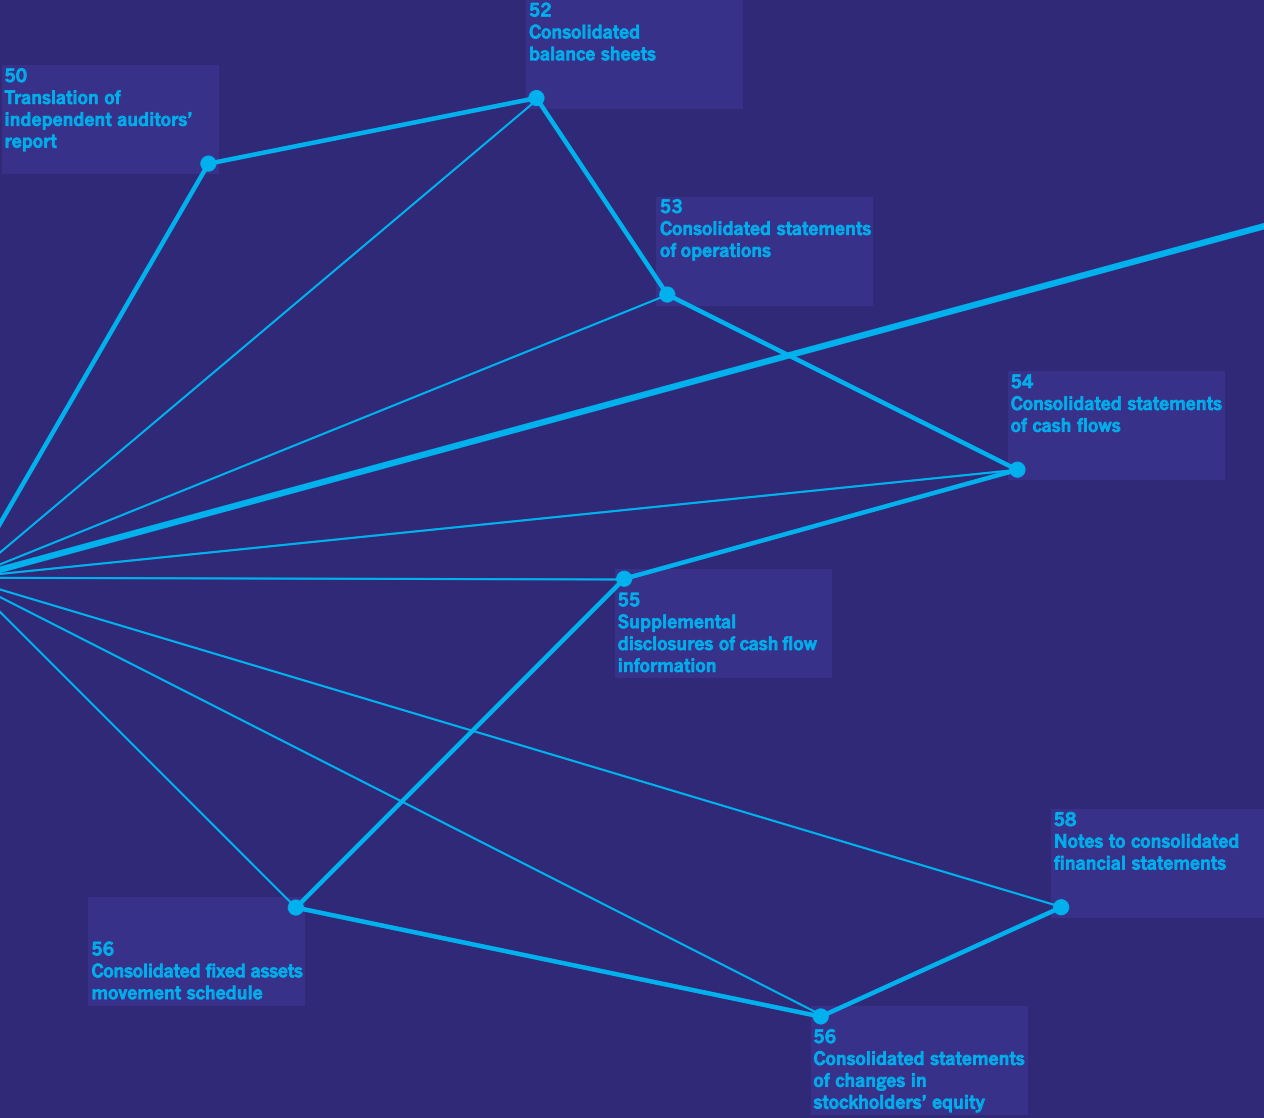 50
Translation of
independent auditors’
report
52
Consolidated
balance sheets
53
Consolidated statements
of operations
54
Consolidated statements
of cash flows
55
Supplemental
disclosures of cash flow
information
56
Consolidated fixed assets
movement schedule
56
Consolidated statements
of changes in
stockholders’ equity
58
Notes to consolidated
financial statements